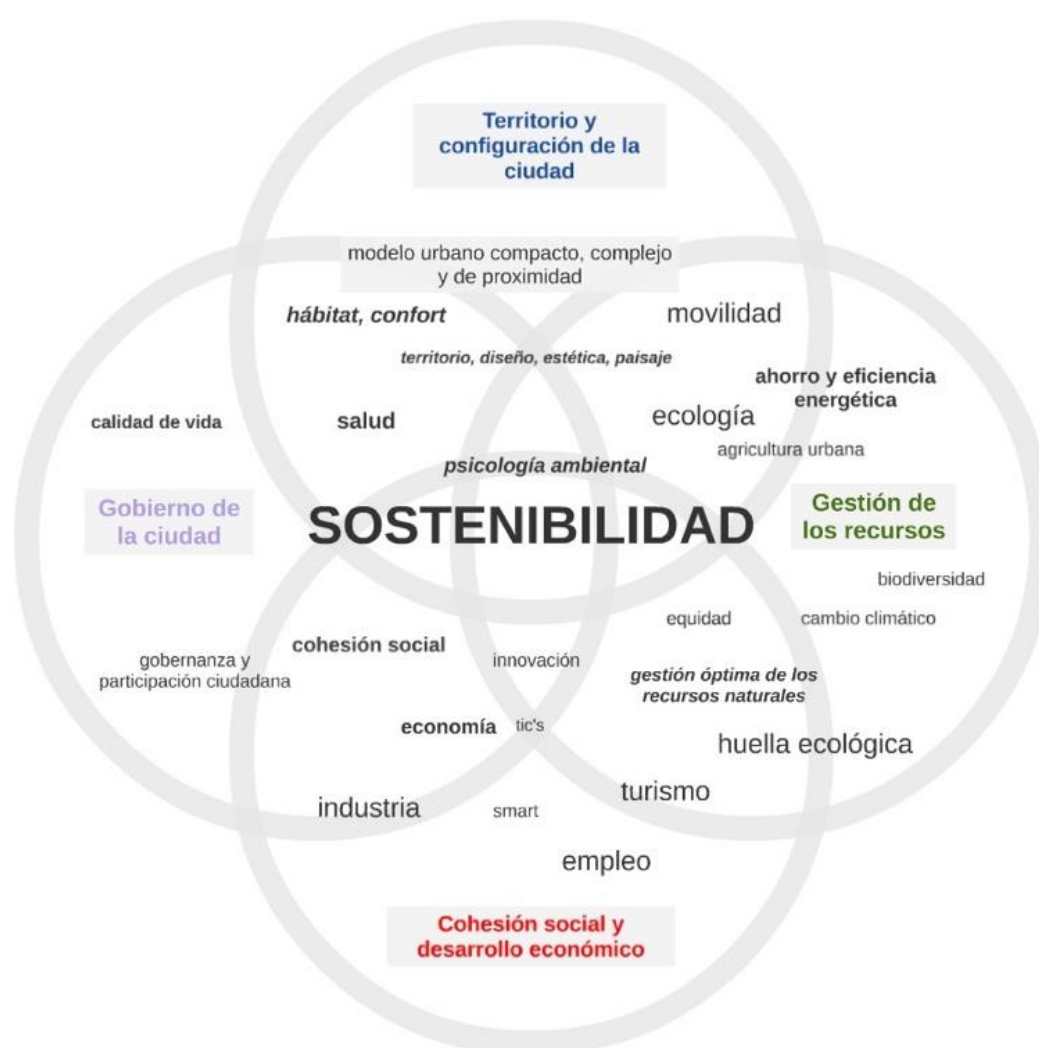 Territorio y
configuración de la
ciudad
modelo urbano compacto, complejo
y de proximidad
hábitat, confort
movilidad
territorio, diseño, estética, paisaje
ahorro y eficiencia
energética
calidad de vida
salud
ecología
agricultura urbana
psicología ambiental
Gobierno de
la ciudad
SOSTENIBILIDAD
Gestión de
los recursos
biodiversidad
equidad
cambio climático
cohesión social
gobernanza y
participación ciudadana
innovación
gestión óptima de los
recursos naturales
economía
tic's
huella ecológica
turismo
industria
smart
empleo
Cohesión social y
desarrollo económico